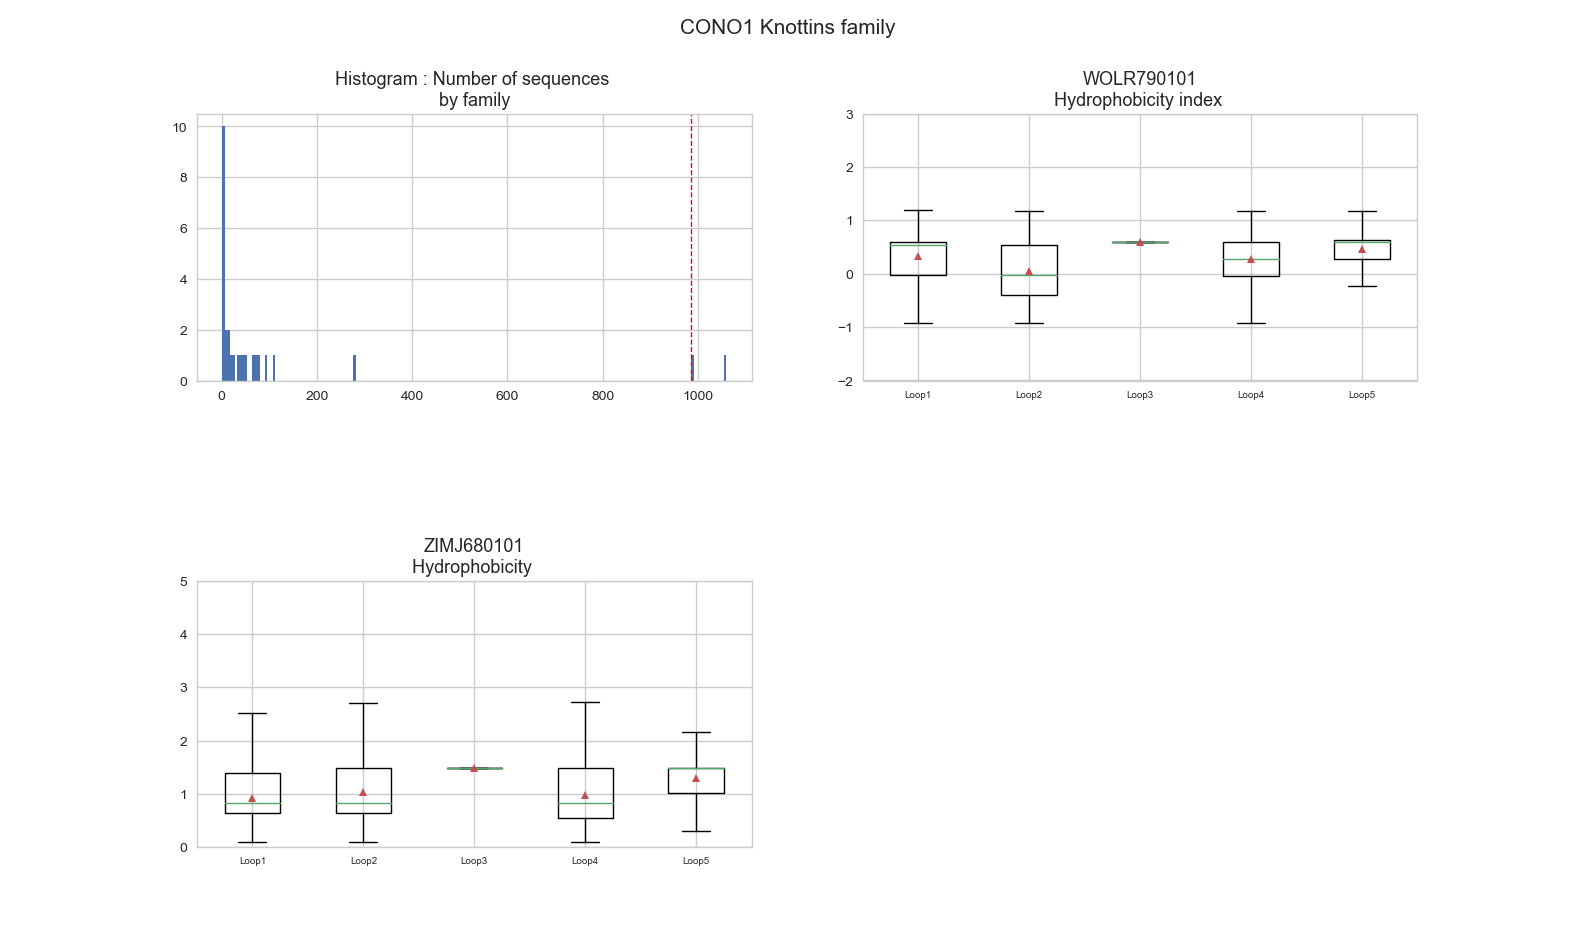 CONO1 Knottins family
Histogram : Number of sequences
by family
10
8
6
4
2
0
0 200 400 600 800 1000
WOLR790101
Hydrophobicity index
3
2
1
0
−1
−2
Loop1 Loop2 Loop3 Loop4 Loop5
ZIMJ680101
Hydrophobicity
5
4
3
2
1
0
Loop1 Loop2 Loop3 Loop4 Loop5